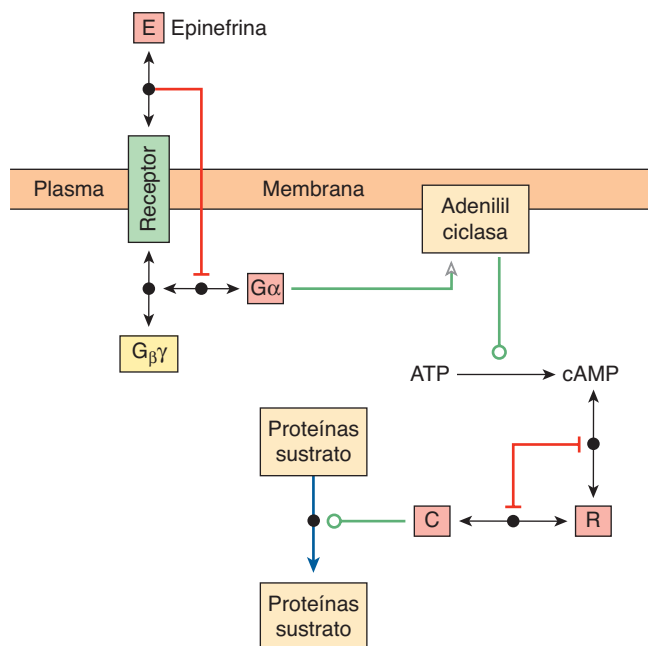 E Epinefrina
Receptor
Plasma Membrana
Adenilil
ciclasa
Gα
Gβγ
ATP cAMP
Proteínas
sustrato
C R
Proteínas
sustrato